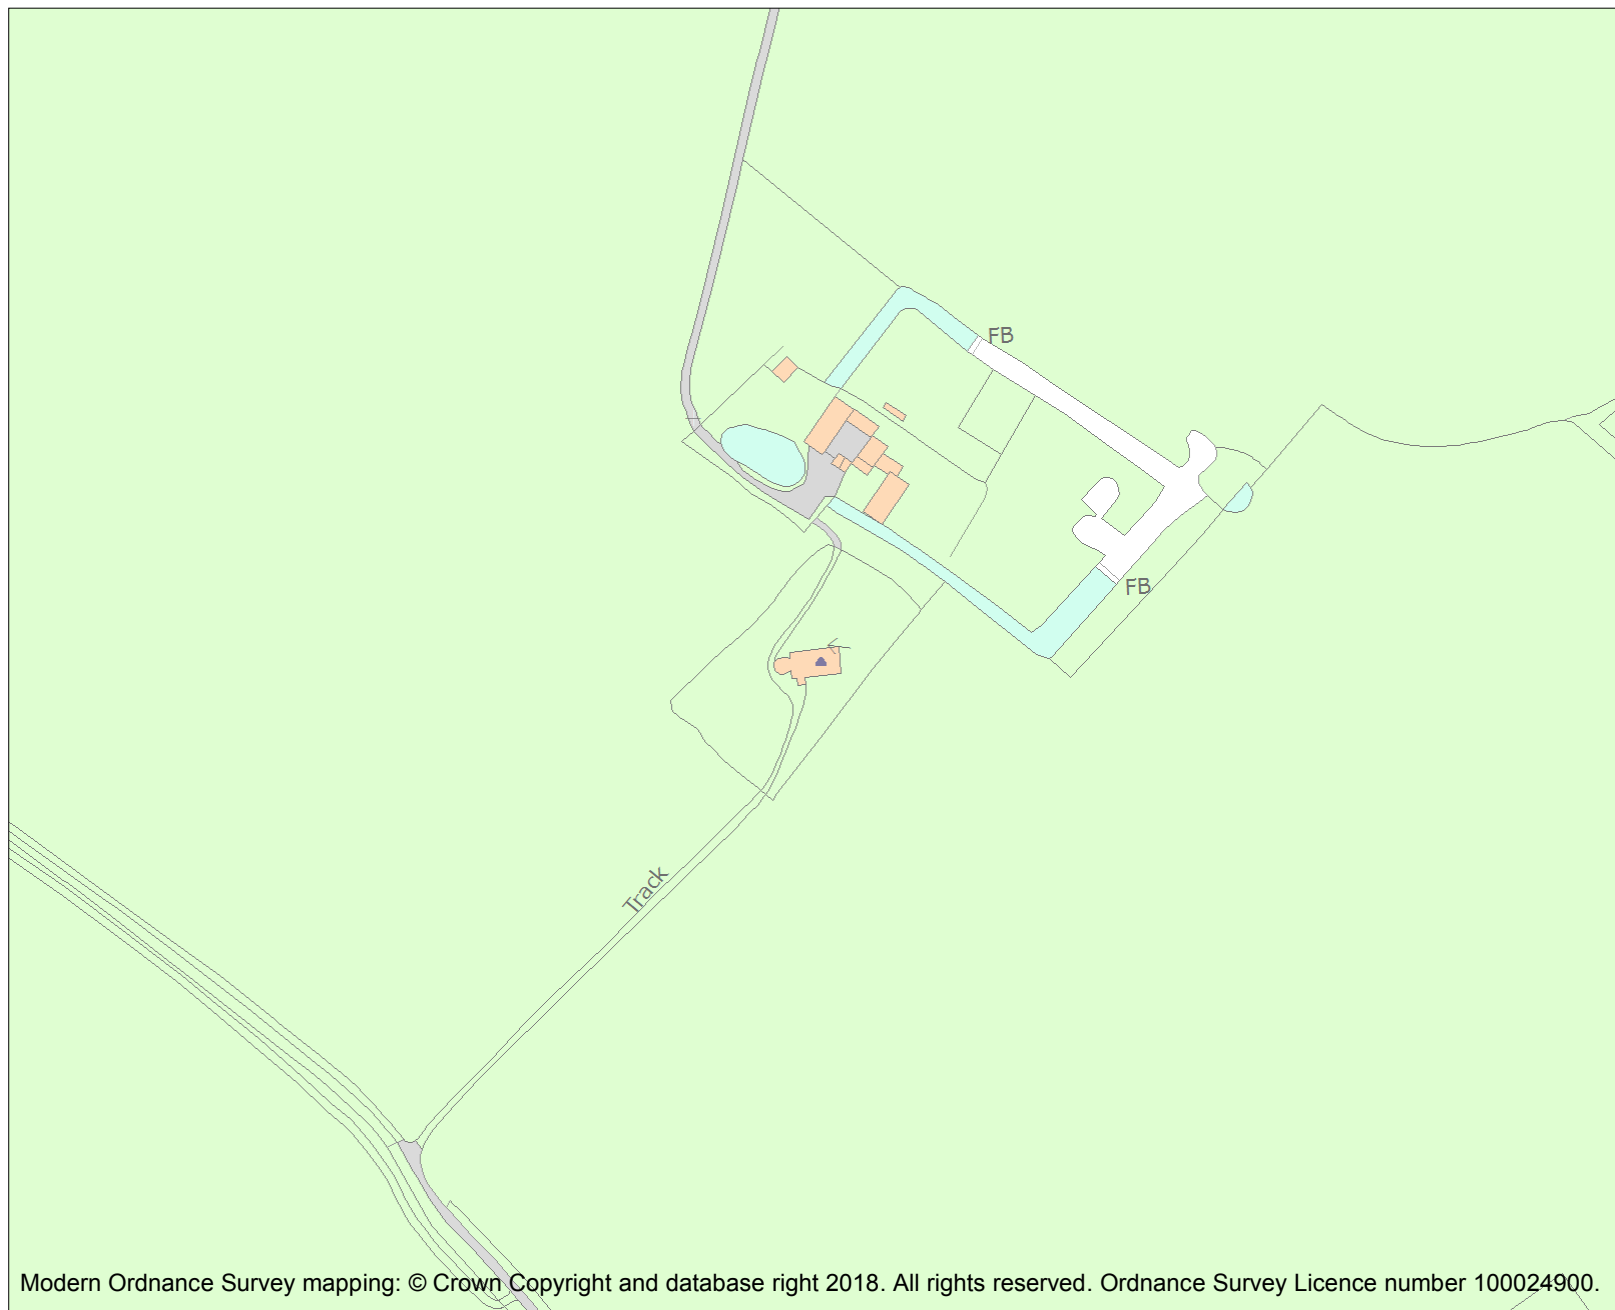 FB
FB
Track
Modern Ordnance Survey mapping: © Crown Copyright and database right 2018. All rights reserved. Ordnance Survey Licence number 100024900.